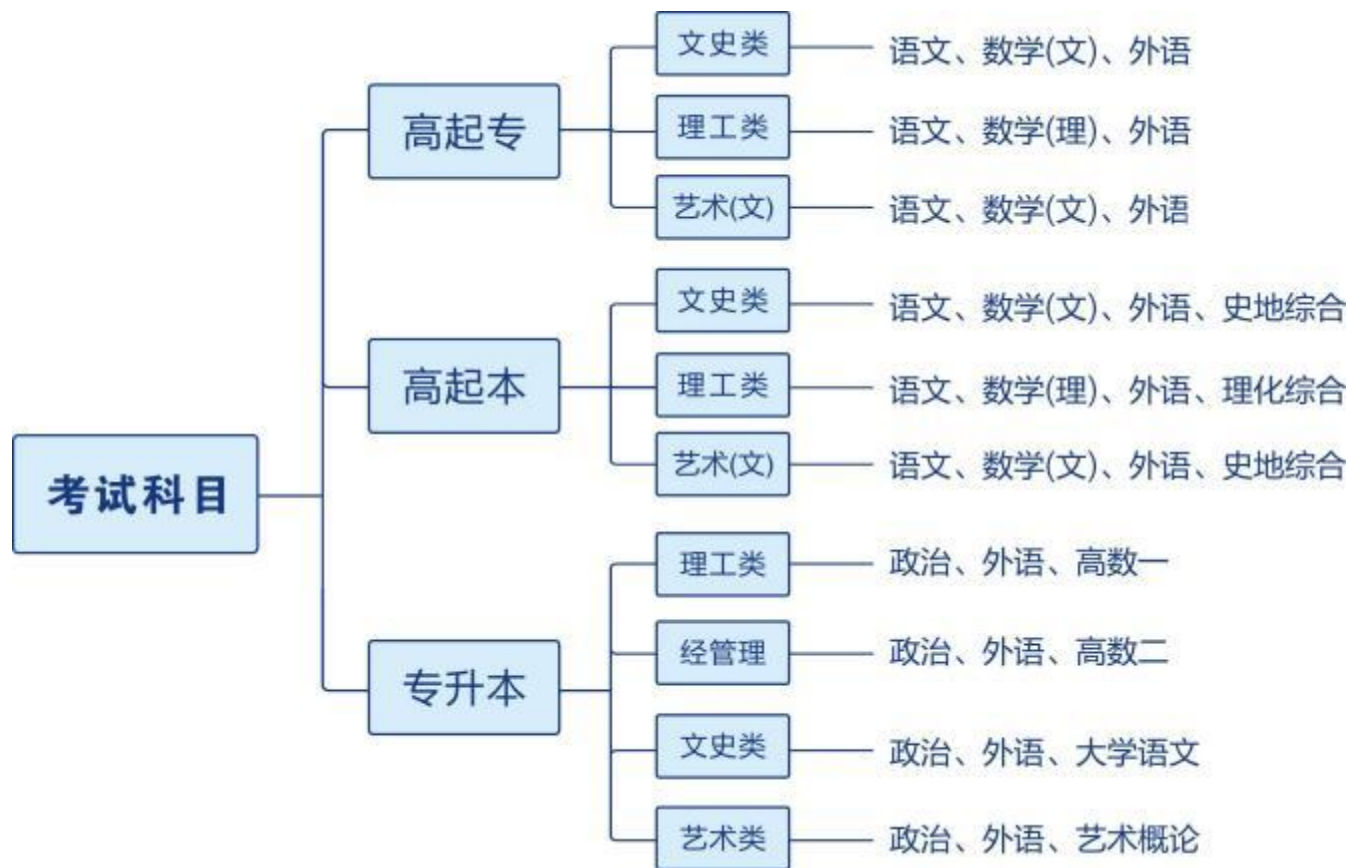 考试科目
高起专
文史类
语文、数学(文)、外语
理工类
语文、数学(理)、外语
艺术(文)
语文、数学(文)、外语
高起本
文史类
语文、数学(文)、外语、史地综合
理工类
语文、数学(理)、外语、理化综合
艺术(文)
语文、数学(文)、外语、史地综合
专升本
理工类
政治、外语、高数一
经管理
政治、外语、高数二
文史类
政治、外语、大学语文
艺术类
政治、外语、艺术概论